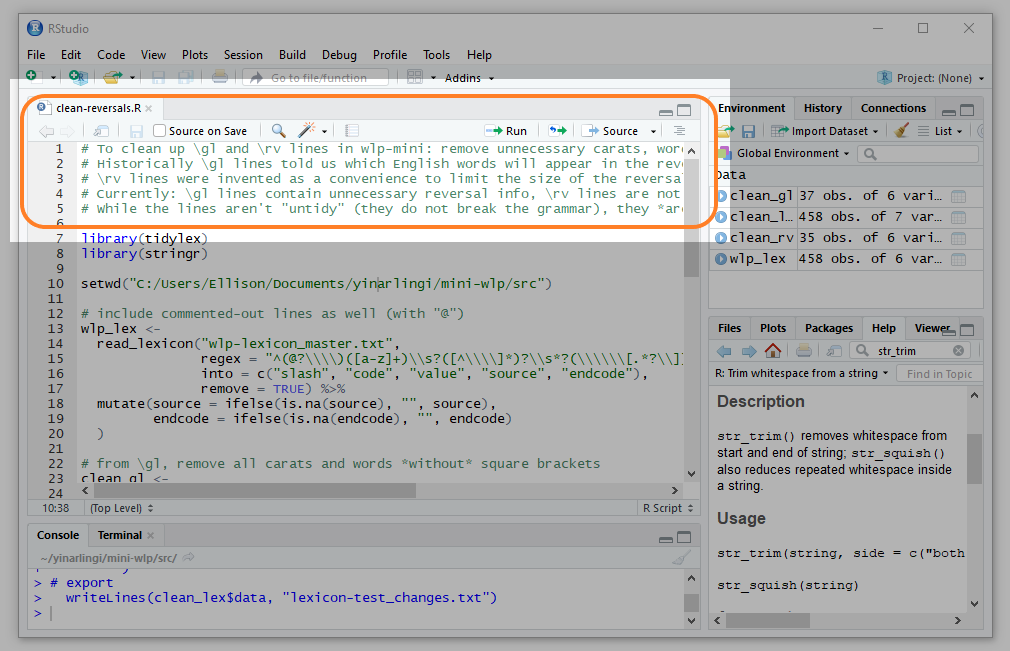 RStudio
File Edit Code View Plots Session Build Debug Profile Tools Help
Go to file/function Addins Project: (None)
clean-reversals.R
Source on Save Run Source
1 # To clean up \gl and \rv lines in wlp-mini: remove unnecessary carats, wor
2 # Historically \gl lines told us which English words will appear in the rev
3 # \rv lines were invented as a convenience to limit the size of the reversa
4 # Currently: \gl lines contain unnecessary reversal info, \rv lines are not
5 # While the lines aren't "untidy" (they do not break the grammar), they *ar
6
7 library(tidylex)
8 library(stringr)
9
10 setwd("C:/Users/Ellison/Documents/yinarlingi/mini-wlp/src")
11
12 # include commented-out lines as well (with "@")
13 wlp_lex <-
14 read_lexicon("wlp-lexicon_master.txt",
15 regex = "^(@?\\\\)([a-z]+)\\s?([^\\\\]*)?\\s*?(\\\\\\[.*?\\]
16 into = c("slash", "code", "value", "source", "endcode"),
17 remove = TRUE) %>%
18 mutate(source = ifelse(is.na(source), "", source),
19 endcode = ifelse(is.na(endcode), "", endcode)
20 )
21
22 # from \gl, remove all carats and words *without* square brackets
23 clean_gl <-
24
10:38 (Top Level) R Script
Console Terminal
~/yinarlingi/mini-wlp/src/
> # export
> writeLines(clean_lex$data, "lexicon-test_changes.txt")
>
Environment History Connections
Import Dataset List
Global Environment
Data
clean_gl 37 obs. of 6 vari…
clean_l… 458 obs. of 7 var…
clean_rv 35 obs. of 6 vari…
wlp_lex 458 obs. of 6 var…
Files Plots Packages Help Viewer
str_trim
R: Trim whitespace from a string Find in Topic
Description
str_trim() removes whitespace from
start and end of string; str_squish()
also reduces repeated whitespace inside
a string.
Usage
str_trim(string, side = c("both
str_squish(string)